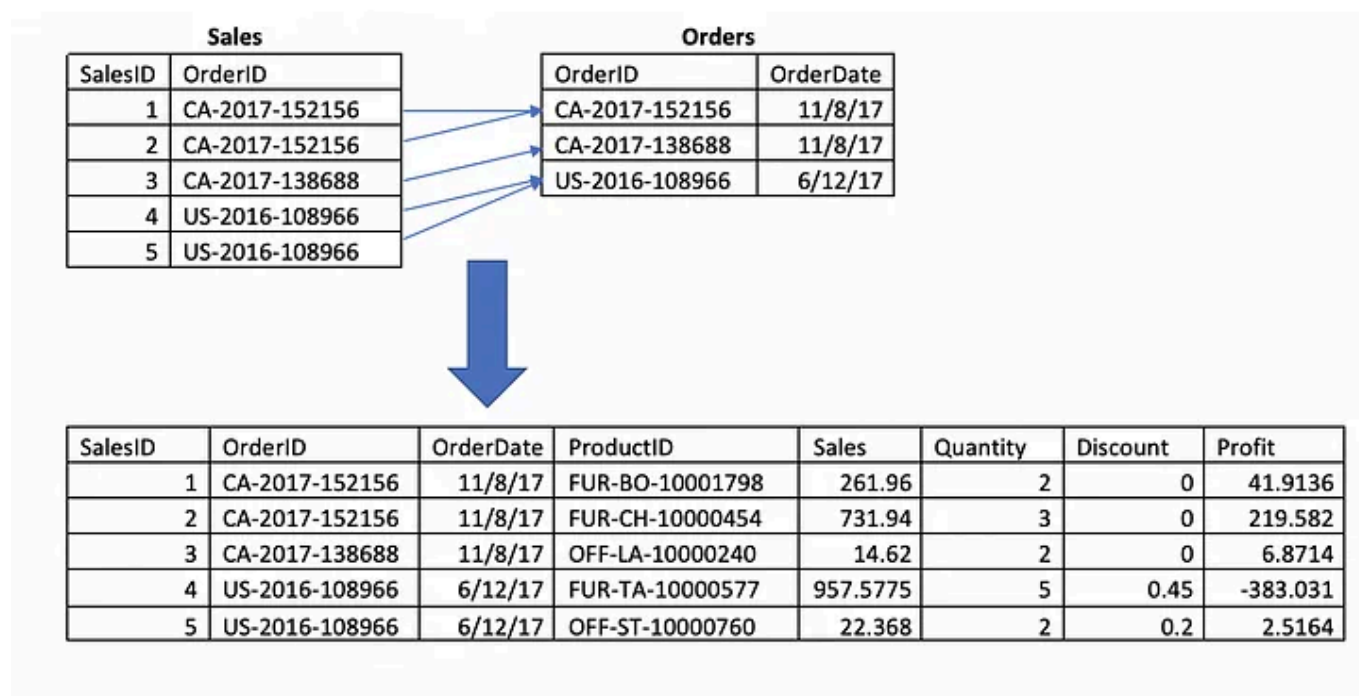 Sales Orders
SalesID OrderID OrderID OrderDate
1 CA-2017-152156 CA-2017-152156 11/8/17
2 CA-2017-152156 CA-2017-138688 11/8/17
3 CA-2017-138688 US-2016-108966 6/12/17
4 US-2016-108966
5 US-2016-108966
SalesID OrderID OrderDate ProductID Sales Quantity Discount Profit
1 CA-2017-152156 11/8/17 FUR-BO-10001798 261.96 2 0 41.9136
2 CA-2017-152156 11/8/17 FUR-CH-10000454 731.94 3 0 219.582
3 CA-2017-138688 11/8/17 OFF-LA-10000240 14.62 2 0 6.8714
4 US-2016-108966 6/12/17 FUR-TA-10000577 957.5775 5 0.45 -383.031
5 US-2016-108966 6/12/17 OFF-ST-10000760 22.368 2 0.2 2.5164